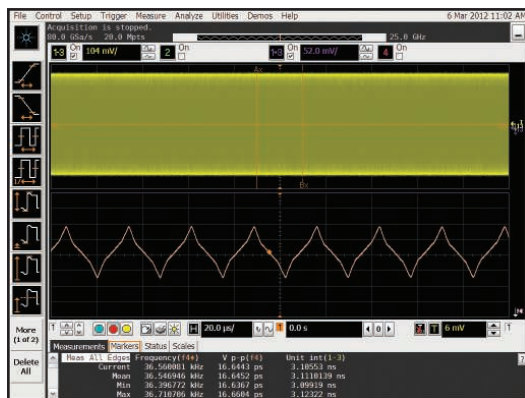 File Control Setup Trigger Measure Analyze Utilities Demos Help 6 Mar 2012 11:02 AM
Acquisition is stopped.
80.0 GSa/s 20.0 Mpts 25.0 GHz
1-3 On 104 mV/ 2 On 1-3 On 52.0 mV/ 4 On
Ax
Bx
More
(1 of 2)
Delete
All
H 20.0 µs/ 0.0 s 0 T 6 mV
Measurements Markers Status Scales
Meas All Edges Frequency(f4*) V p-p(f4) Unit int(1-3)
Current 36.560081 kHz 16.6443 ps 3.10553 ns
Mean 36.546946 kHz 16.6452 ps 3.1110139 ns
Min 36.396772 kHz 16.6367 ps 3.09919 ns
Max 36.710706 kHz 16.6604 ps 3.12322 ns